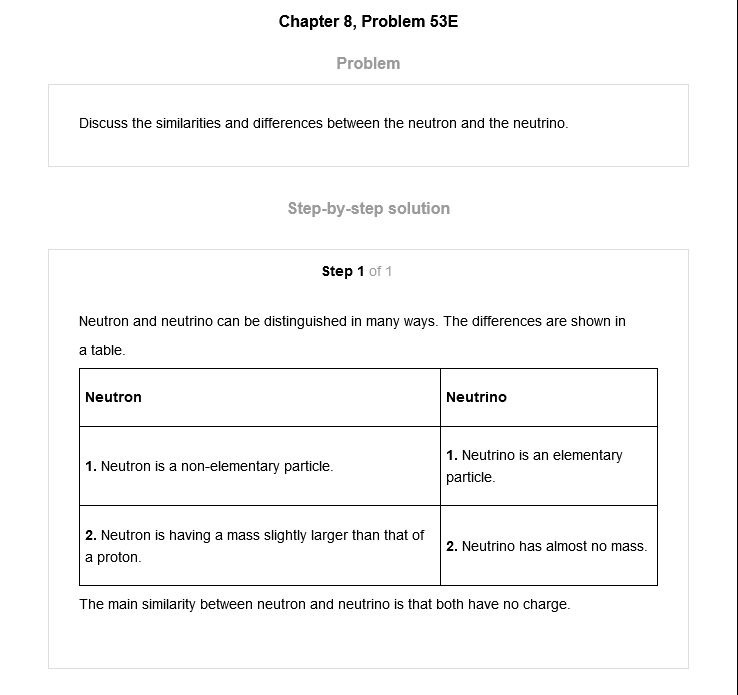 Chapter 8, Problem 53E
Problem
Discuss the similarities and differences between the neutron and the neutrino.
Step-by-step solution
Step 1 of 1
Neutron and neutrino can be distinguished in many ways. The differences are shown in
a table.
Neutron
Neutrino
1. Neutron is a non-elementary particle.
1. Neutrino is an elementary
particle.
2. Neutron is having a mass slightly larger than that of
a proton.
2. Neutrino has almost no mass.
The main similarity between neutron and neutrino is that both have no charge.